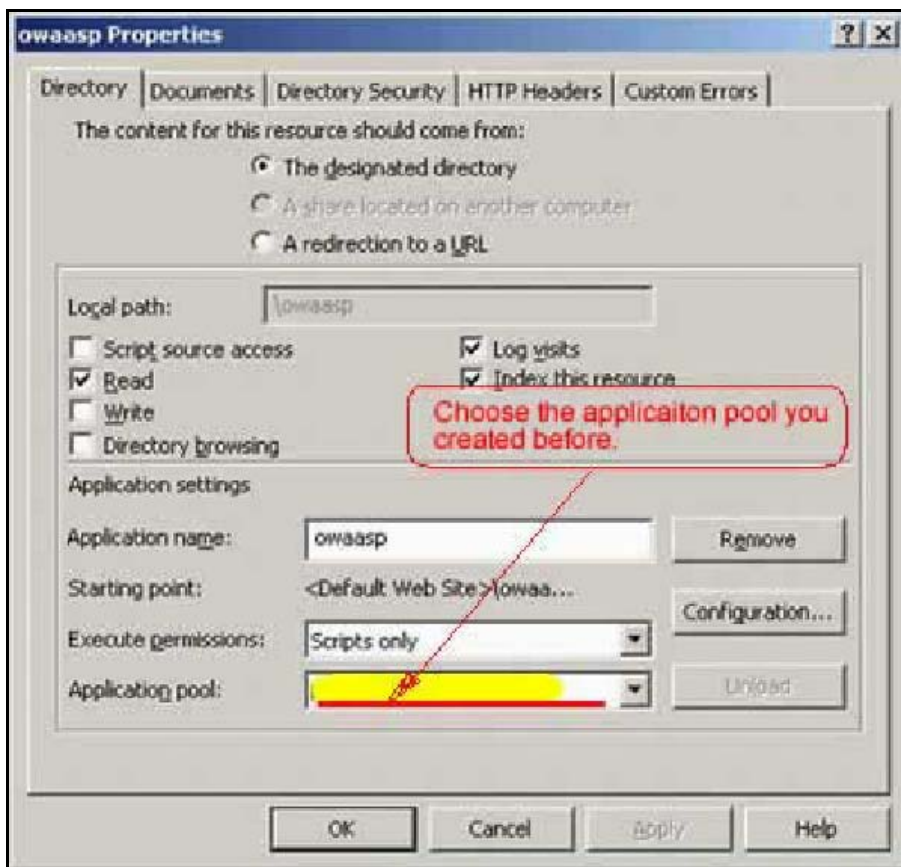 owaasp Properties
Directory
Documents
Directory Security
HTTP Headers
Custom Errors
The content for this resource should come from:
The designated directory
A share located on another computer
A redirection to a URL
Local path:
\owaasp
Script source access
Log visits
Read
Index this resource
Write
Directory browsing
Choose the applicaiton pool you
created before.
Application settings
Application name:
owaasp
Remove
Starting point:
<Default Web Site>\owaa...
Configuration...
Execute permissions:
Scripts only
Application pool:
Unload
OK
Cancel
Apply
Help